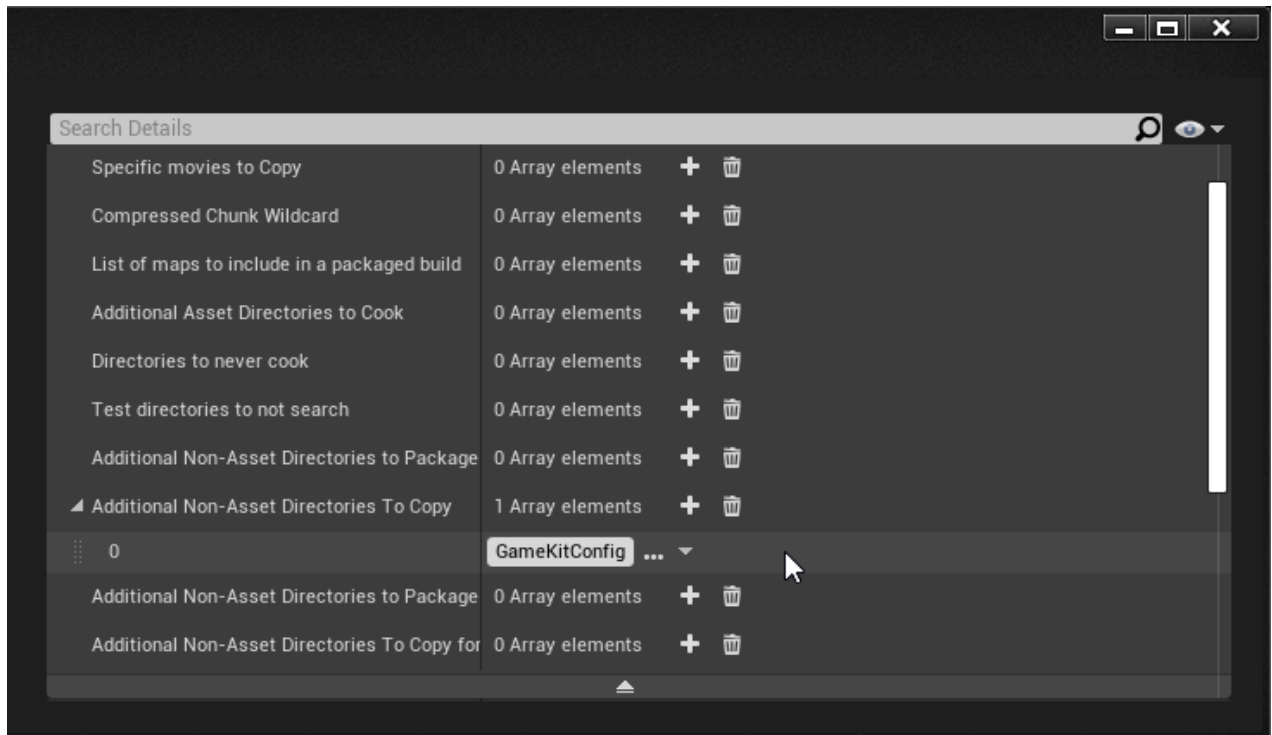 Search Details
Specific movies to Copy 0 Array elements
Compressed Chunk Wildcard 0 Array elements
List of maps to include in a packaged build 0 Array elements
Additional Asset Directories to Cook 0 Array elements
Directories to never cook 0 Array elements
Test directories to not search 0 Array elements
Additional Non-Asset Directories to Package 0 Array elements
Additional Non-Asset Directories To Copy 1 Array elements
0 GameKitConfig ...
Additional Non-Asset Directories to Package 0 Array elements
Additional Non-Asset Directories To Copy for 0 Array elements